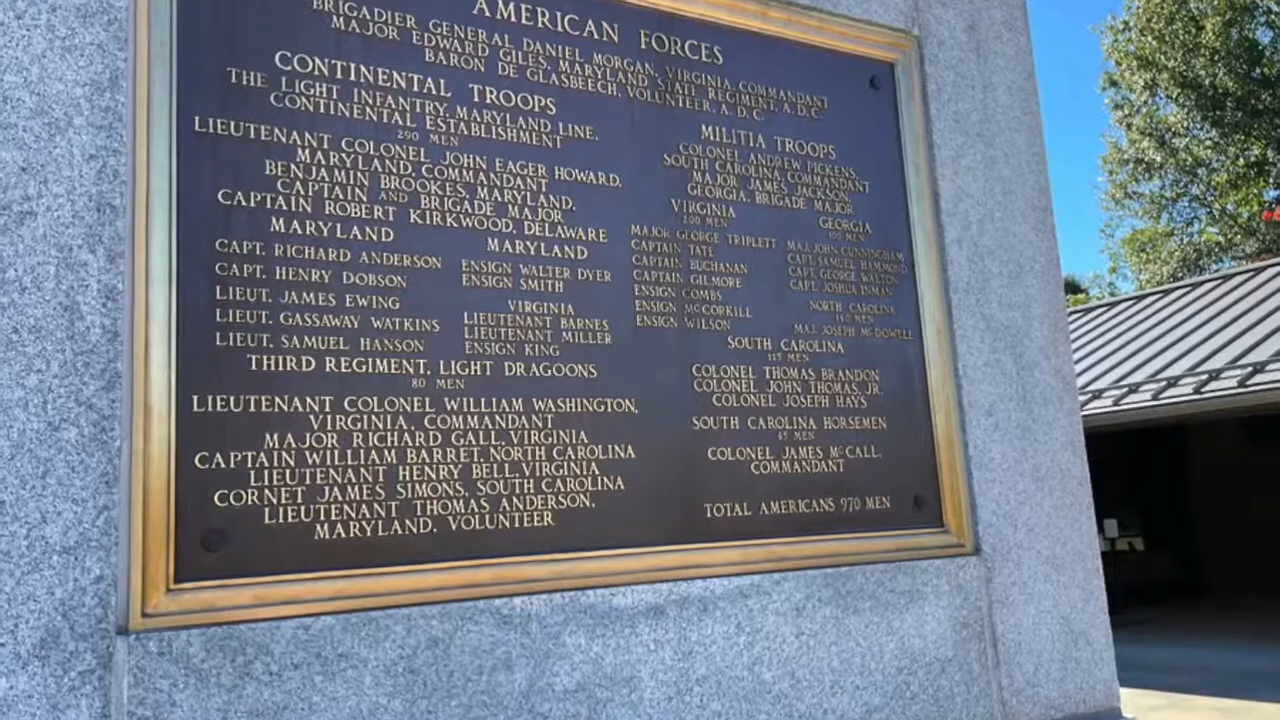 AMERICAN FORCES
BRIGADIER GENERAL DANIEL MORGAN, VIRGINIA, COMMANDANT
MAJOR EDWARD GILES, MARYLAND STATE REGIMENT, A.D.C.
BARON DE GLASBEECH, VOLUNTEER, A.D.C.
CONTINENTAL TROOPS
THE LIGHT INFANTRY, MARYLAND LINE,
CONTINENTAL ESTABLISHMENT
290 MEN
LIEUTENANT COLONEL JOHN EAGER HOWARD,
MARYLAND, COMMANDANT
BENJAMIN BROOKES, MARYLAND,
CAPTAIN AND BRIGADE MAJOR
CAPTAIN ROBERT KIRKWOOD, DELAWARE
MARYLAND
CAPT. RICHARD ANDERSON
CAPT. HENRY DOBSON
LIEUT. JAMES EWING
LIEUT. GASSAWAY WATKINS
LIEUT. SAMUEL HANSON
MARYLAND
ENSIGN WALTER DYER
ENSIGN SMITH
VIRGINIA
LIEUTENANT BARNES
LIEUTENANT MILLER
ENSIGN KING
THIRD REGIMENT, LIGHT DRAGOONS
80 MEN
LIEUTENANT COLONEL WILLIAM WASHINGTON,
VIRGINIA, COMMANDANT
MAJOR RICHARD CALL, VIRGINIA
CAPTAIN WILLIAM BARRET, NORTH CAROLINA
LIEUTENANT HENRY BELL, VIRGINIA
CORNET JAMES SIMONS, SOUTH CAROLINA
LIEUTENANT THOMAS ANDERSON,
MARYLAND, VOLUNTEER
MILITIA TROOPS
COLONEL ANDREW PICKENS,
SOUTH CAROLINA, COMMANDANT
MAJOR JAMES JACKSON,
GEORGIA, BRIGADE MAJOR
VIRGINIA
200 MEN
MAJOR GEORGE TRIPLETT
CAPTAIN TATE
CAPTAIN BUCHANAN
CAPTAIN GILMORE
ENSIGN COMBS
ENSIGN McCORKILL
ENSIGN WILSON
GEORGIA
100 MEN
MAJ. JOHN CUNNINGHAM
CAPT. SAMUEL HAMMOND
CAPT. GEORGE WALTON
CAPT. JOSHUA INMAN
NORTH CAROLINA
140 MEN
MAJ. JOSEPH McDOWELL
SOUTH CAROLINA
115 MEN
COLONEL THOMAS BRANDON
COLONEL JOHN THOMAS, JR.
COLONEL JOSEPH HAYS
SOUTH CAROLINA HORSEMEN
45 MEN
COLONEL JAMES McCALL,
COMMANDANT
TOTAL AMERICANS 970 MEN